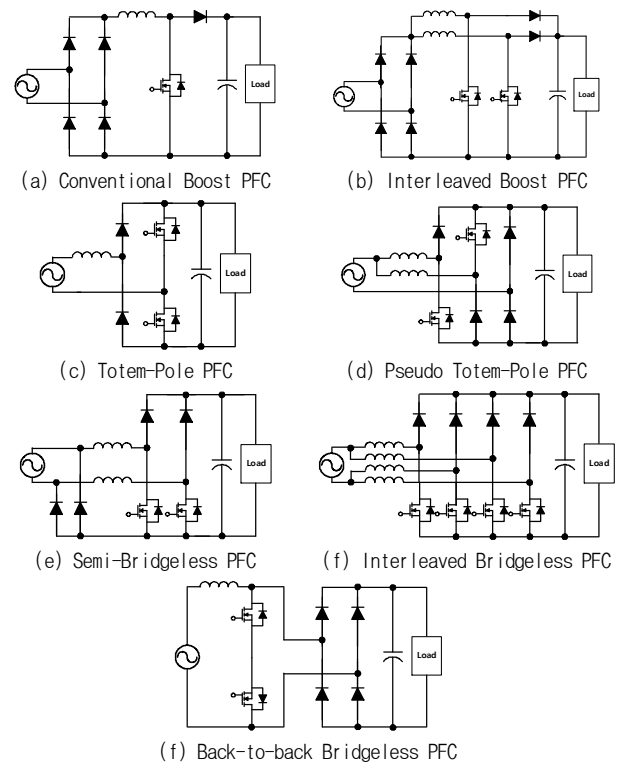 Load
Load
(a) Conventional Boost PFC
(b) Interleaved Boost PFC
Load
Load
(c) Totem-Pole PFC
(d) Pseudo Totem-Pole PFC
Load
Load
(e) Semi-Bridgeless PFC
(f) Interleaved Bridgeless PFC
Load
(f) Back-to-back Bridgeless PFC